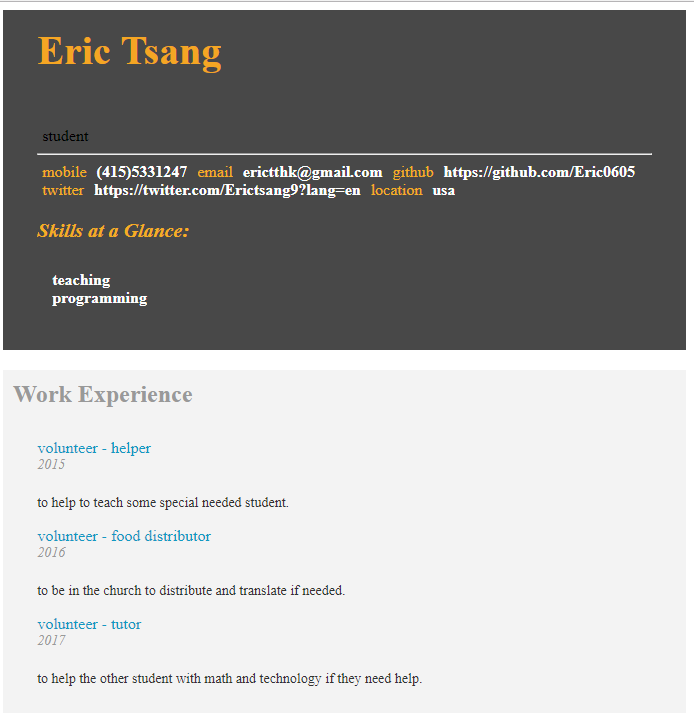 Eric Tsang
student
mobile (415)5331247 email erictthk@gmail.com github https://github.com/Eric0605
twitter https://twitter.com/Erictsang9?lang=en location usa
Skills at a Glance:
teaching
programming
Work Experience
volunteer - helper
2015
to help to teach some special needed student.
volunteer - food distributor
2016
to be in the church to distribute and translate if needed.
volunteer - tutor
2017
to help the other student with math and technology if they need help.